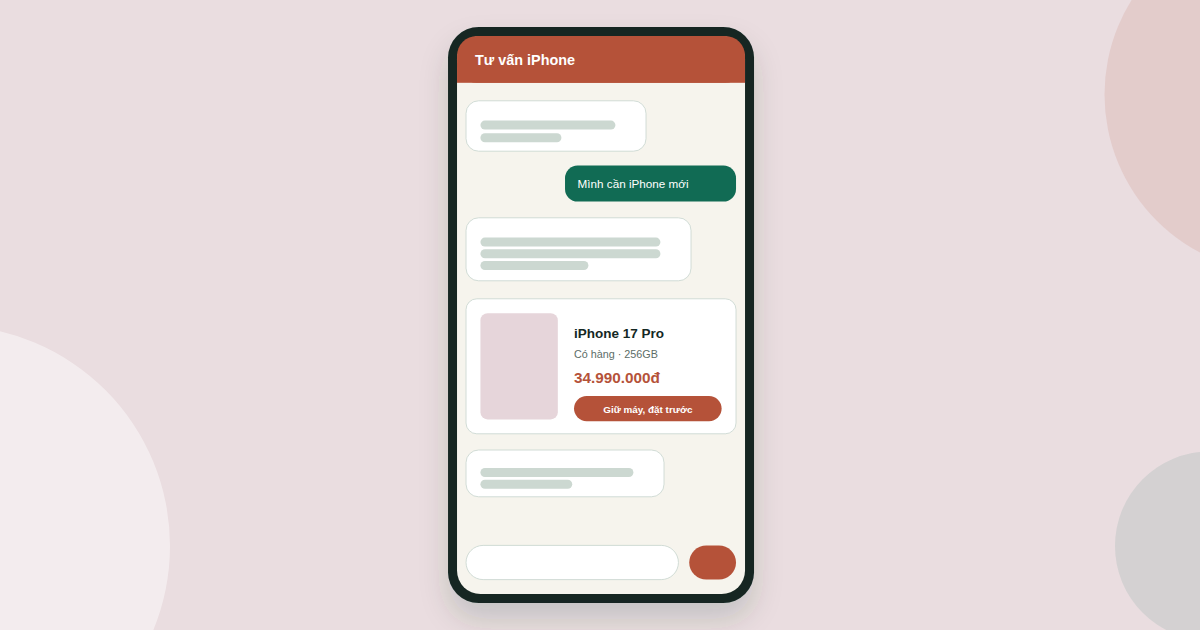 Tư vấn iPhone
Mình cần iPhone mới
iPhone 17 Pro
Có hàng · 256GB
34.990.000đ
Giữ máy, đặt trước